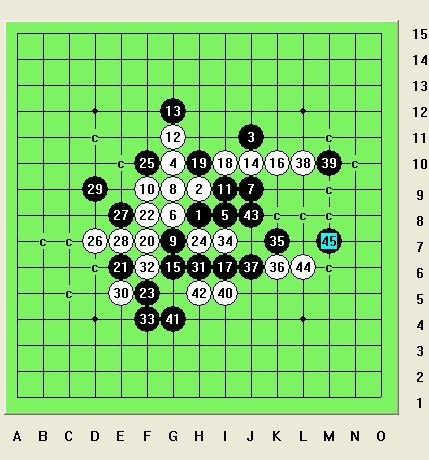 15
14
13
13 12
c 12 3 c 11
c 25 4 19 18 14 16 38 39 c 10
29 10 8 2 11 7 c 9
27 22 6 1 5 43 c c c 8
c c 26 28 20 9 24 34 35 45 7
c 21 32 15 31 17 37 36 44 c 6
c 30 23 42 40 5
33 41 4
3
2
1
A B C D E F G H I J K L M N O